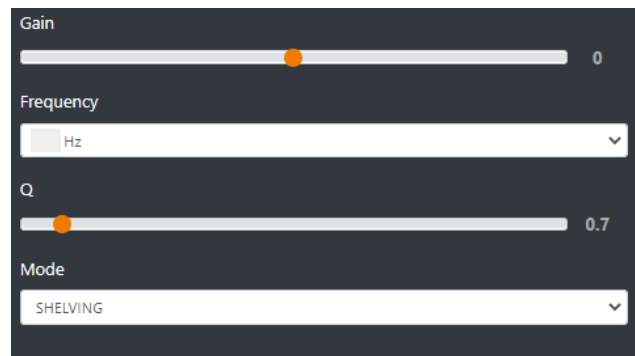 Gain
0
Frequency
Hz
Q
0.7
Mode
SHELVING